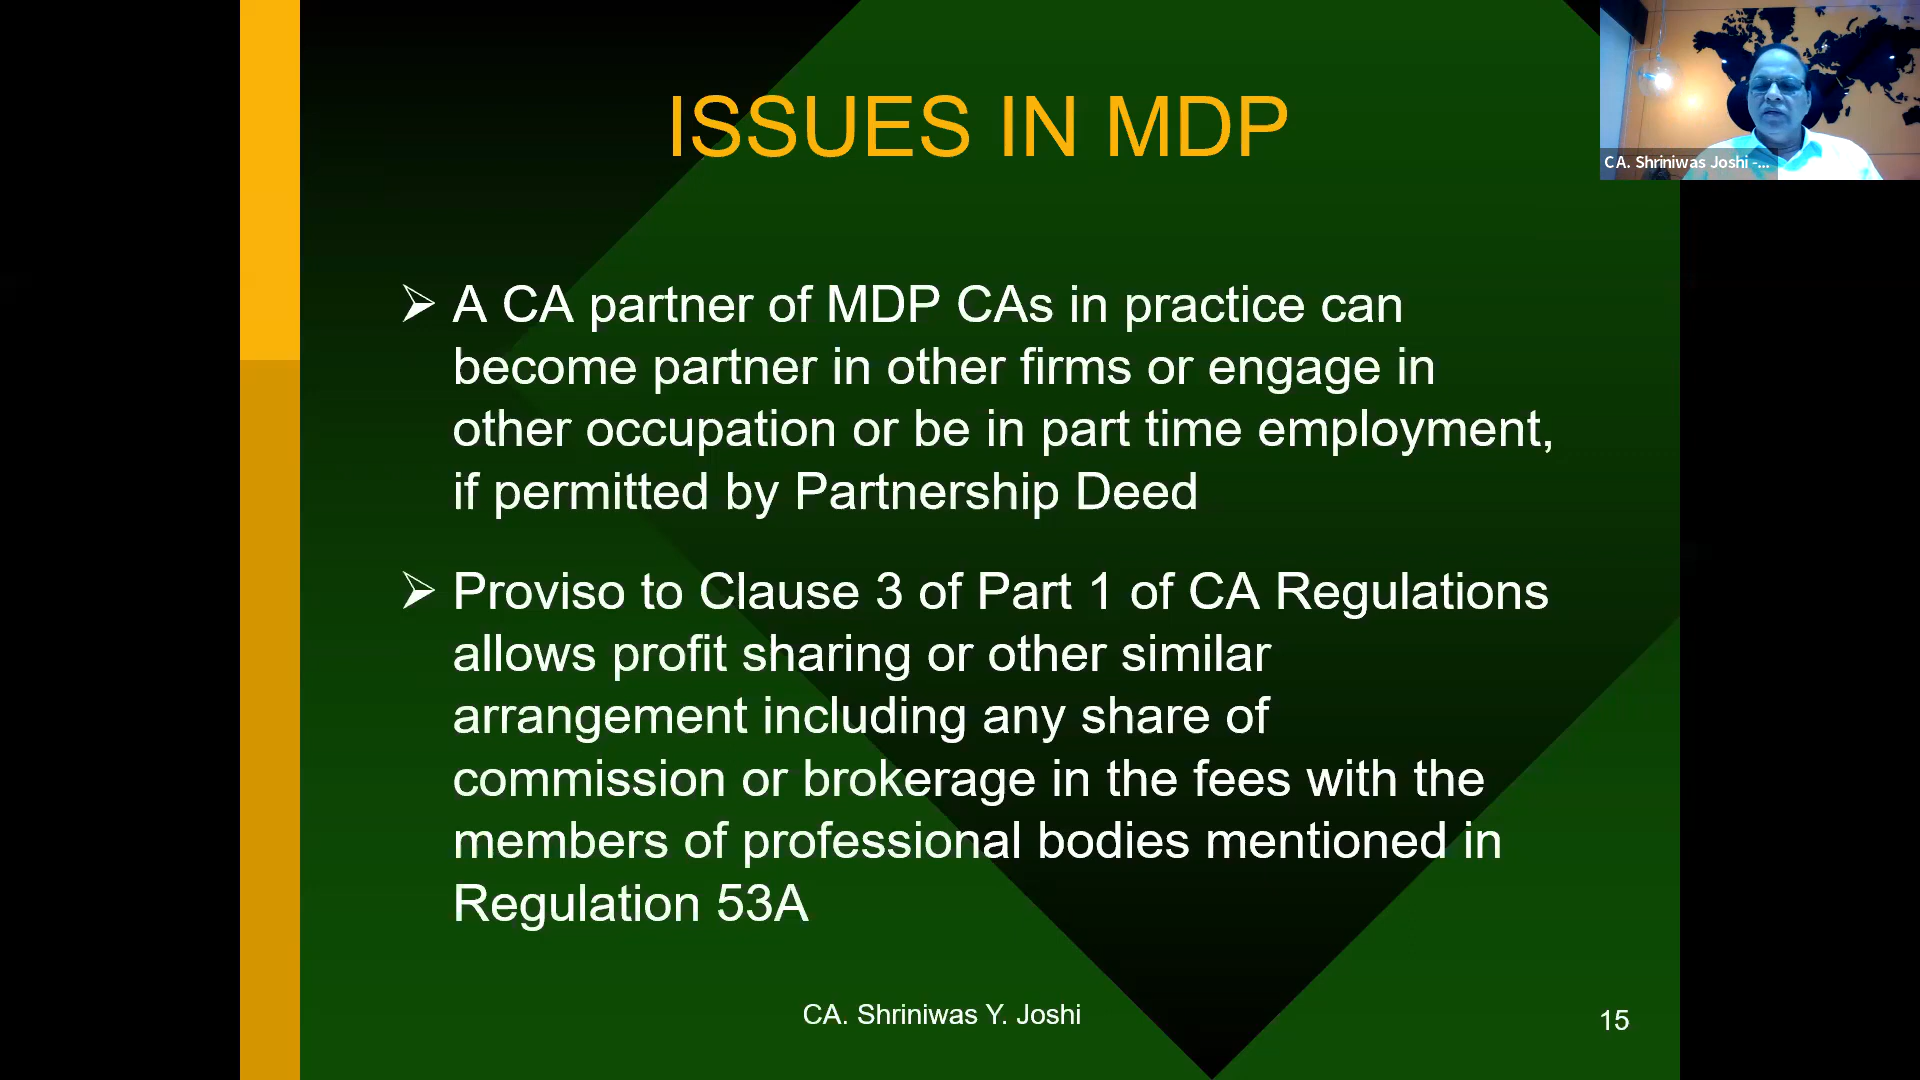 ISSUES IN MDP
CA. Shriniwas Joshi -...
➢ A CA partner of MDP CAs in practice can
become partner in other firms or engage in
other occupation or be in part time employment,
if permitted by Partnership Deed
➢ Proviso to Clause 3 of Part 1 of CA Regulations
allows profit sharing or other similar
arrangement including any share of
commission or brokerage in the fees with the
members of professional bodies mentioned in
Regulation 53A
CA. Shriniwas Y. Joshi
15